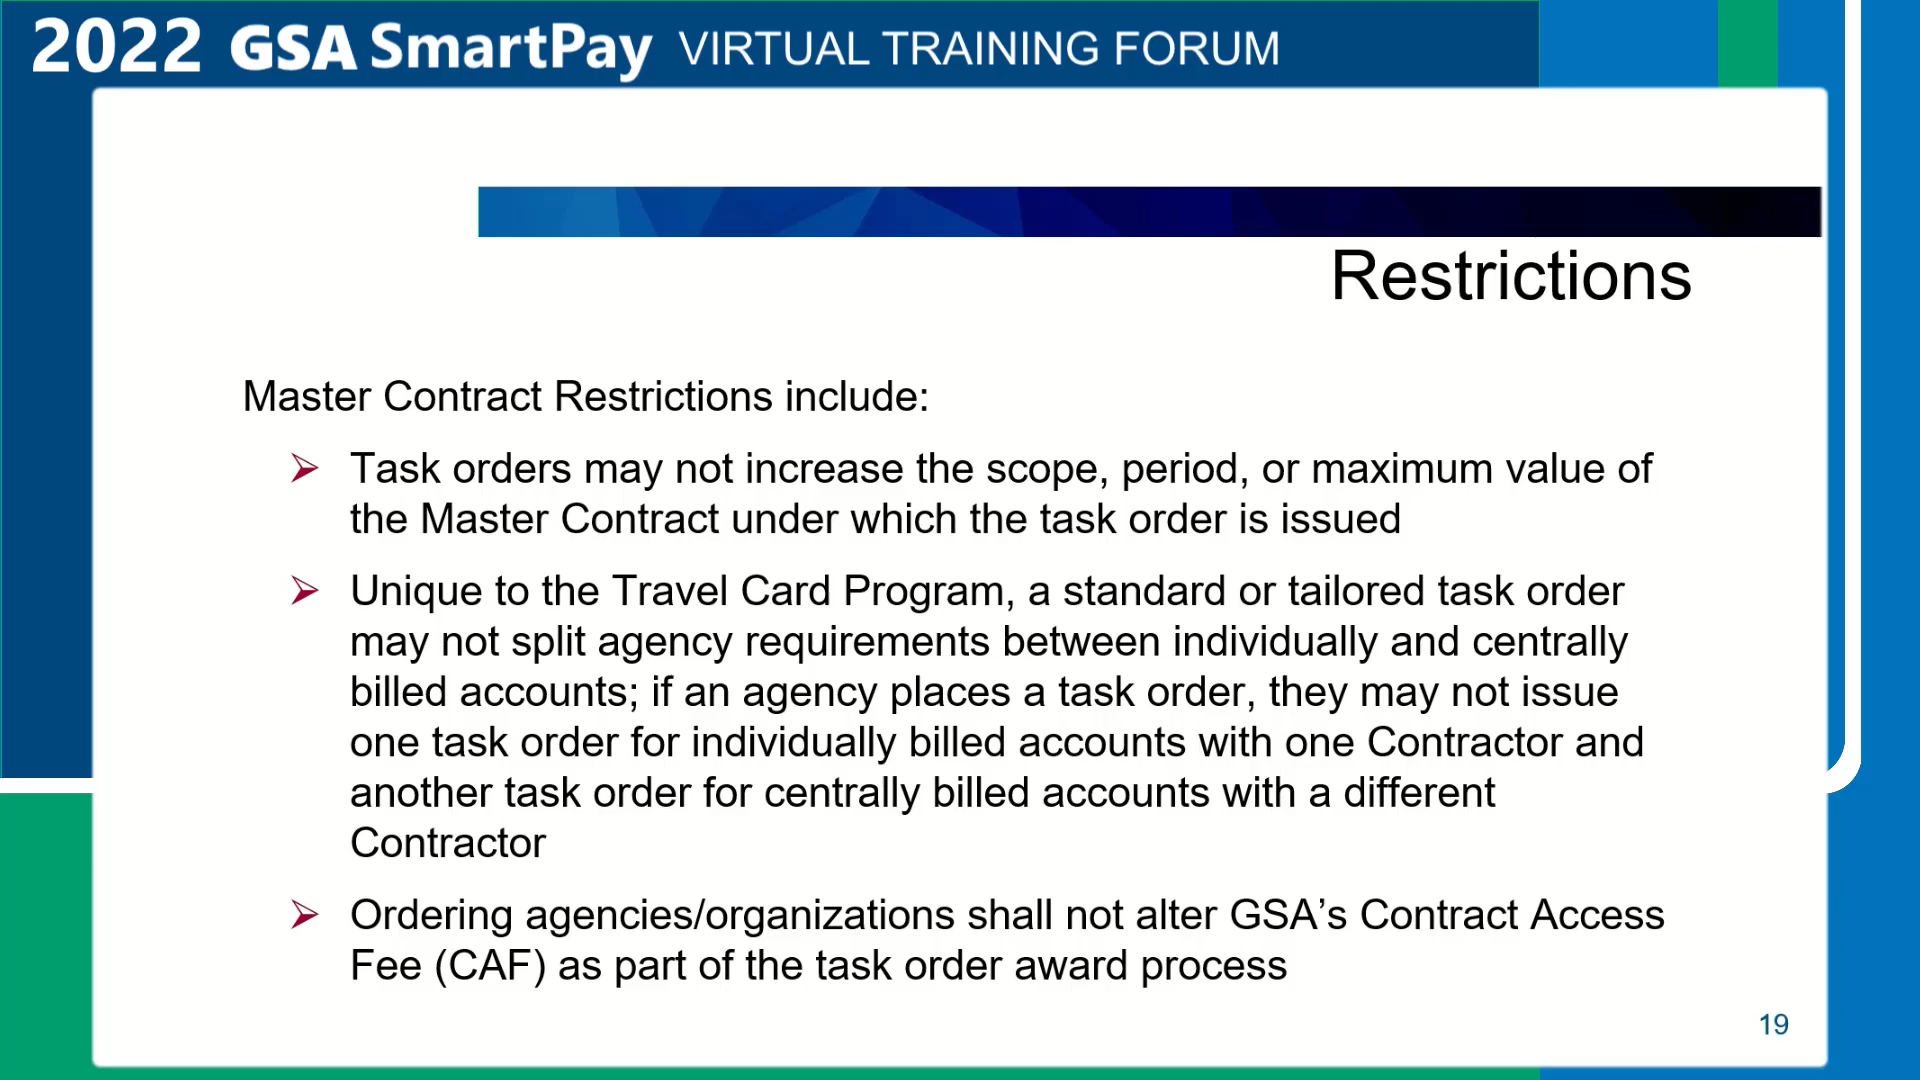 2022 GSA SmartPay VIRTUAL TRAINING FORUM
Restrictions
Master Contract Restrictions include:
➢ Task orders may not increase the scope, period, or maximum value of
the Master Contract under which the task order is issued
➢ Unique to the Travel Card Program, a standard or tailored task order
may not split agency requirements between individually and centrally
billed accounts; if an agency places a task order, they may not issue
one task order for individually billed accounts with one Contractor and
another task order for centrally billed accounts with a different
Contractor
➢ Ordering agencies/organizations shall not alter GSA’s Contract Access
Fee (CAF) as part of the task order award process
19